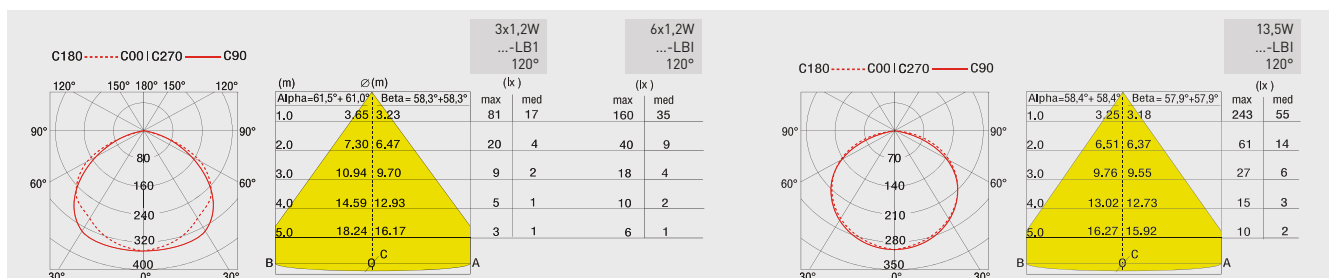 3x1,2W 6x1,2W 13,5W
...-LB1 ...-LBI ...-LBI
120° 120° 120°
C180 C00 | C270 C90
C180 C00 | C270 C90
120° 150° 180° 150° 120°
(m) ∅(m) (lx ) (lx )
Alpha=61,5°+ 61,0° Beta = 58,3°+58,3° max med max med
1.0 3.65 3.23 81 17 160 35
2.0 7.30 6.47 20 4 40 9
3.0 10.94 9.70 9 2 18 4
4.0 14.59 12.93 5 1 10 2
5.0 18.24 16.17 3 1 6 1
90° 90°
60° 60°
80
160
240
320
400
30° 0° 30°
B O C A
(lx )
Alpha=58,4°+ 58,4° Beta = 57,9°+57,9° max med
1.0 3.25 3.18 243 55
2.0 6.51 6,37 61 14
3.0 9.76 9.55 27 6
4.0 13.02 12.73 15 3
5.0 16.27 15.92 10 2
90° 90°
60° 60°
70
140
210
280
350
30° 0° 30°
B O C A